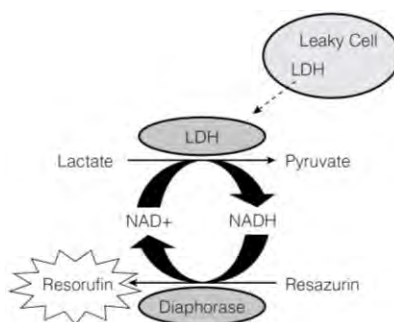 Leaky Cell
LDH
LDH
Lactate
Pyruvate
NAD+
NADH
Resorufin
Resazurin
Diaphorase